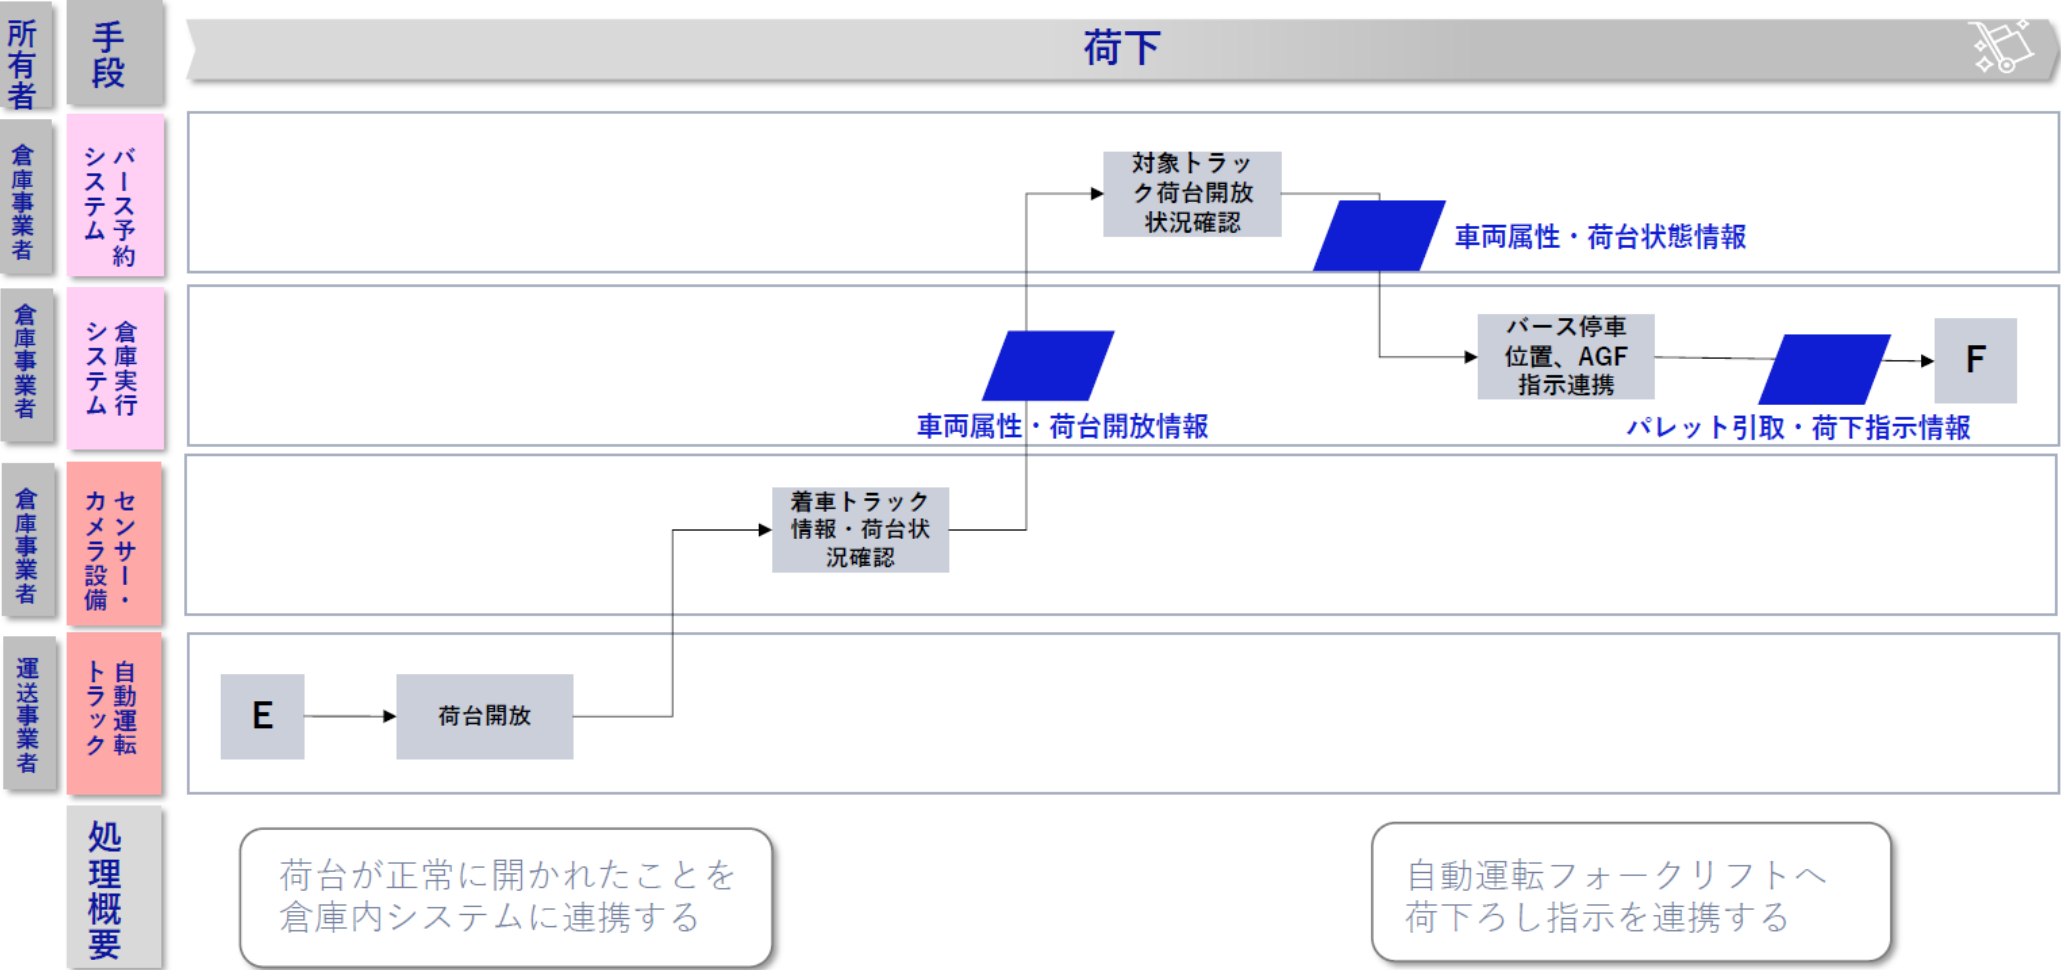 所有者
手段
荷下
倉庫事業者
バース予約
システム
対象トラッ
ク荷台開放
状況確認
車両属性・荷台状態情報
倉庫事業者
倉庫実行
システム
車両属性・荷台開放情報
バース停車
位置、AGF
指示連携
パレット引取・荷下指示情報
F
倉庫事業者
センサー・
カメラ設備
着車トラック
情報・荷台状
況確認
運送事業者
自動運転
トラック
E
荷台開放
処理概要
荷台が正常に開かれたことを
倉庫内システムに連携する
自動運転フォークリフトへ
荷下ろし指示を連携する